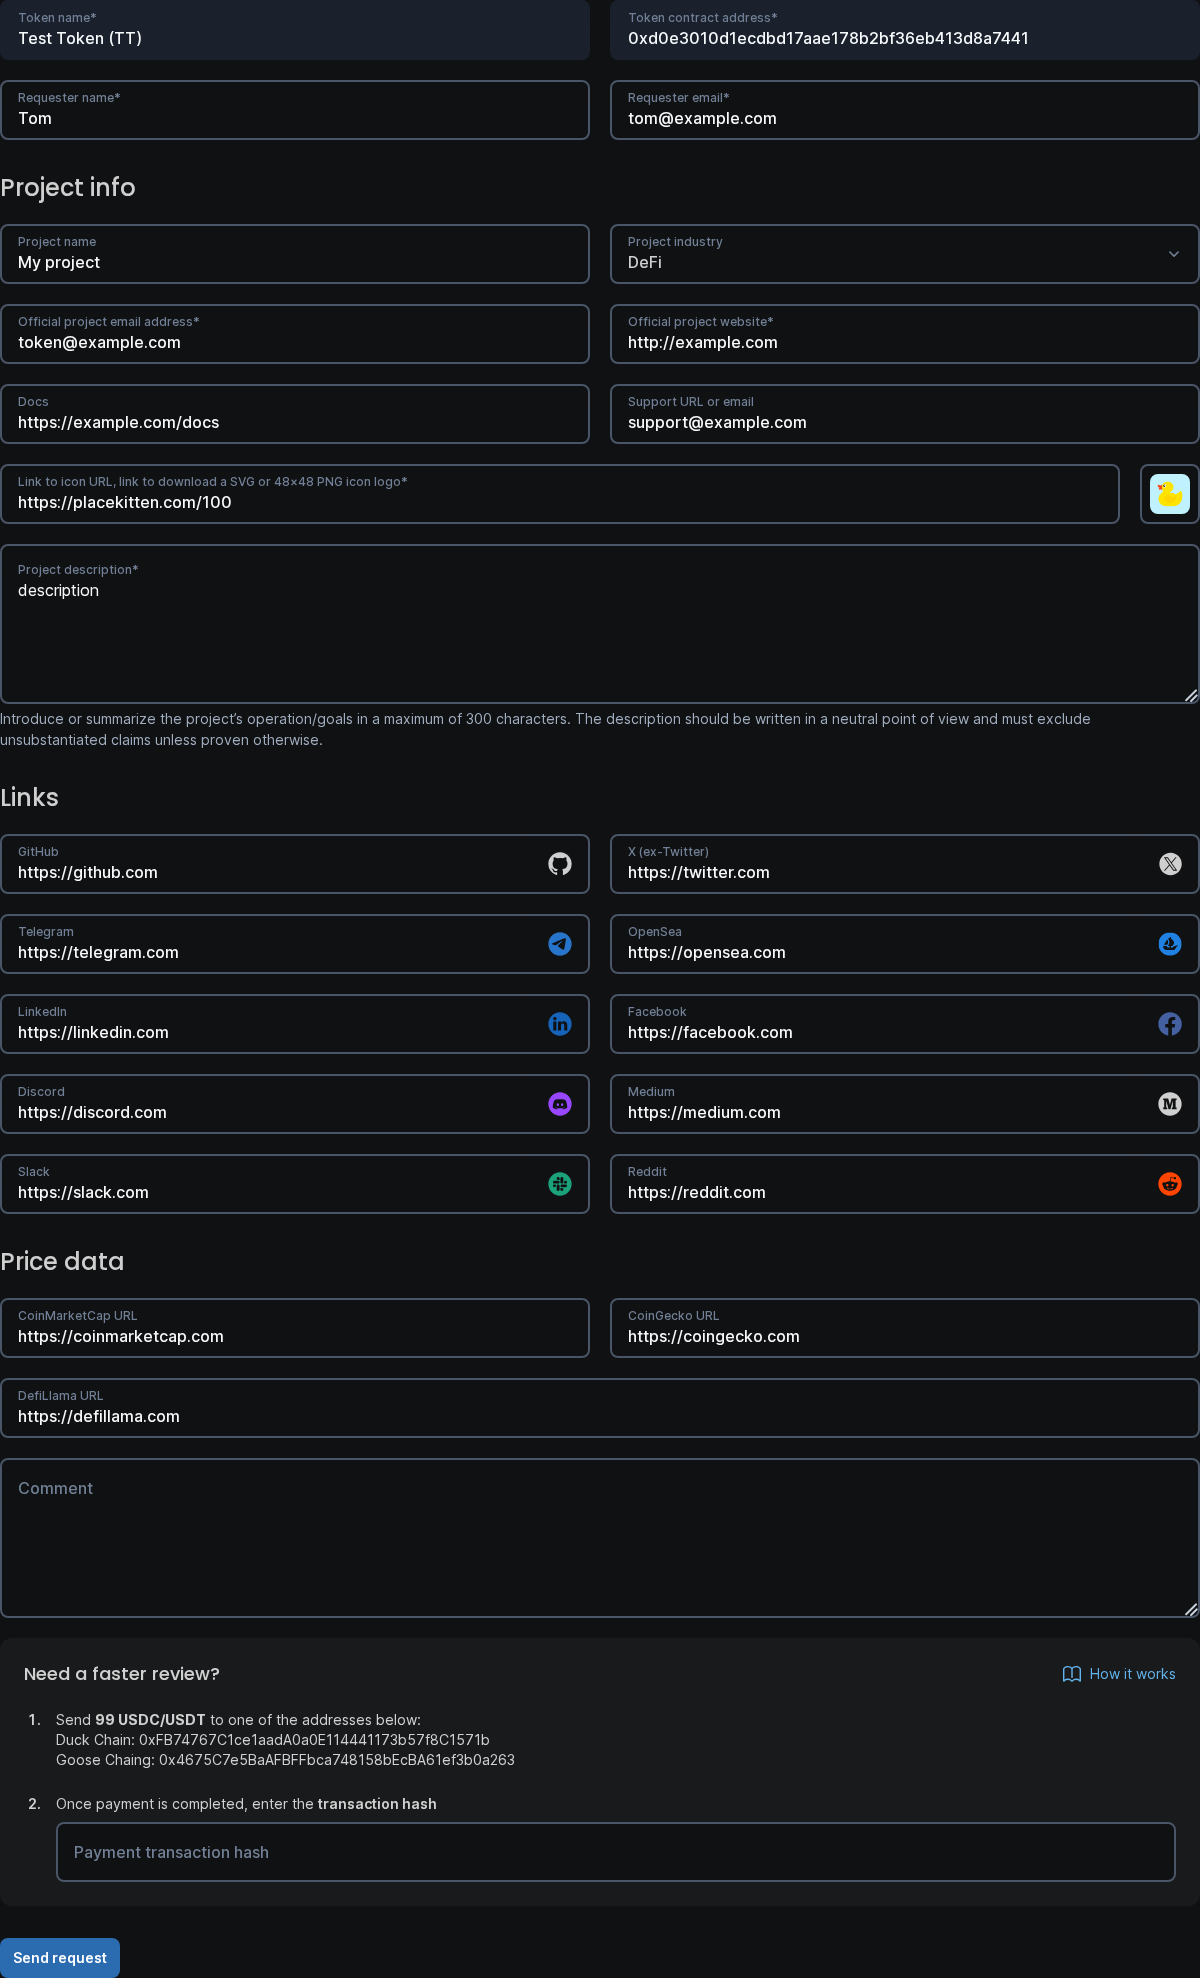 Token name*
Test Token (TT)
Token contract address*
0xd0e3010d1ecdbd17aae178b2bf36eb413d8a7441
Requester name*
Tom
Requester email*
tom@example.com
Project info
Project name
My project
Project industry
DeFi
Official project email address*
token@example.com
Official project website*
http://example.com
Docs
https://example.com/docs
Support URL or email
support@example.com
Link to icon URL, link to download a SVG or 48×48 PNG icon logo*
https://placekitten.com/100
Project description*
description
Introduce or summarize the project’s operation/goals in a maximum of 300 characters. The description should be written in a neutral point of view and must exclude
unsubstantiated claims unless proven otherwise.
Links
GitHub
https://github.com
X (ex-Twitter)
https://twitter.com
Telegram
https://telegram.com
OpenSea
https://opensea.com
LinkedIn
https://linkedin.com
Facebook
https://facebook.com
Discord
https://discord.com
Medium
https://medium.com
Slack
https://slack.com
Reddit
https://reddit.com
Price data
CoinMarketCap URL
https://coinmarketcap.com
CoinGecko URL
https://coingecko.com
DefiLlama URL
https://defillama.com
Comment
Need a faster review?
How it works
1. Send 99 USDC/USDT to one of the addresses below:
Duck Chain: 0xFB74767C1ce1aadA0a0E114441173b57f8C1571b
Goose Chaing: 0x4675C7e5BaAFBFFbca748158bEcBA61ef3b0a263
2. Once payment is completed, enter the transaction hash
Payment transaction hash
Send request